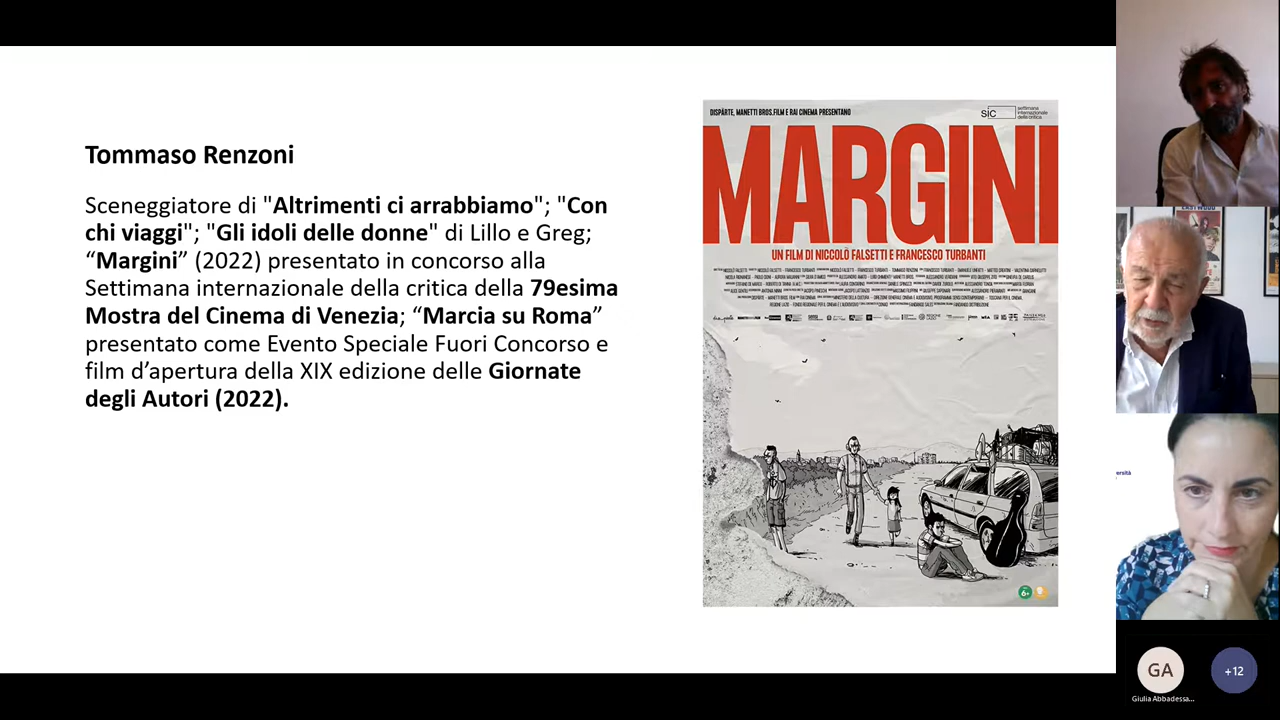 Tommaso Renzoni
Sceneggiatore di "Altrimenti ci arrabbiamo"; "Con
chi viaggi"; "Gli idoli delle donne" di Lillo e Greg;
“Margini” (2022) presentato in concorso alla
Settimana internazionale della critica della 79esima
Mostra del Cinema di Venezia; “Marcia su Roma”
presentato come Evento Speciale Fuori Concorso e
film d’apertura della XIX edizione delle Giornate
degli Autori (2022).
DISPÀRTE, MANETTI BROS.FILM E RAI CINEMA PRESENTANO
SIC
settimana
internazionale
della critica
MARGINI
UN FILM DI NICCOLÒ FALSETTI E FRANCESCO TURBANTI
6+
EASTWOOD
ersità
GA
+12
Giulia Abbadessa...